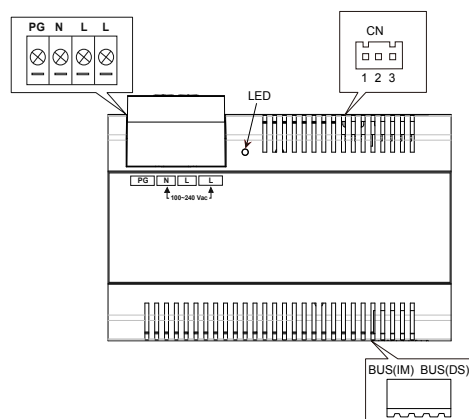 PG N L L
CN
1 2 3
LED
PG N L L
100~240 Vac
BUS(IM) BUS(DS)